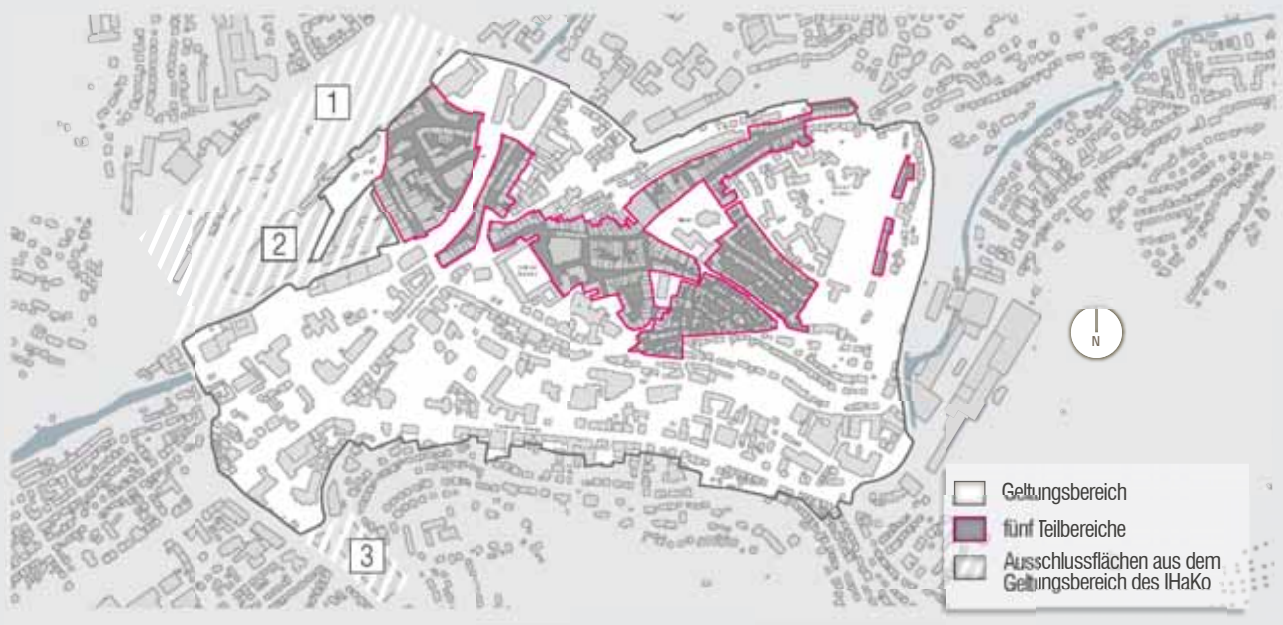 1
2
3
N
Geltungsbereich
fünf Teilbereiche
Ausschlussflächen aus dem
Geltungsbereich des IHaKo